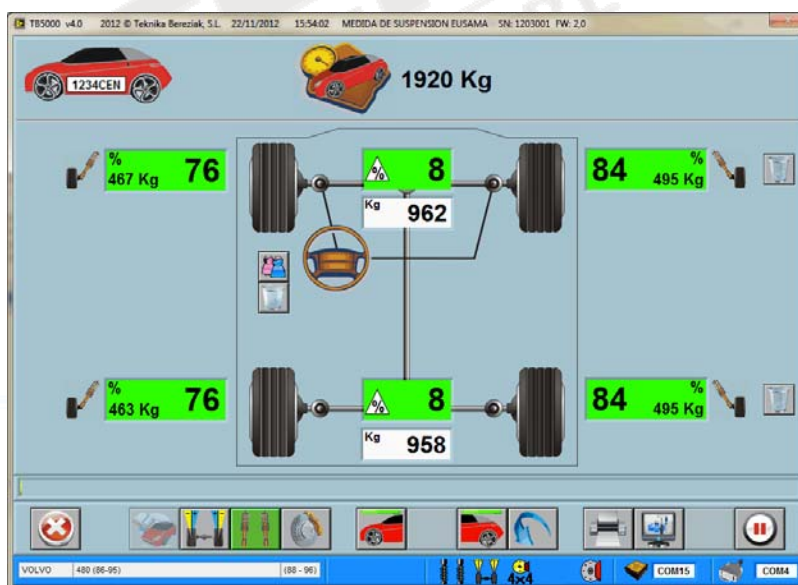 TB5000 v4.0 2012 © Teknika Bereziak, S.L. 22/11/2012 15:54:02 MEDIDA DE SUSPENSION EUSAMA SN: 1203001 FW: 2,0
1234CEN
1920 Kg
% 76
467 Kg
% 8
84 %
495 Kg
Kg 962
% 76
463 Kg
% 8
84 %
495 Kg
Kg 958
VOLVO 480 (86-95) (88 - 96) 4x4 COM15 COM4